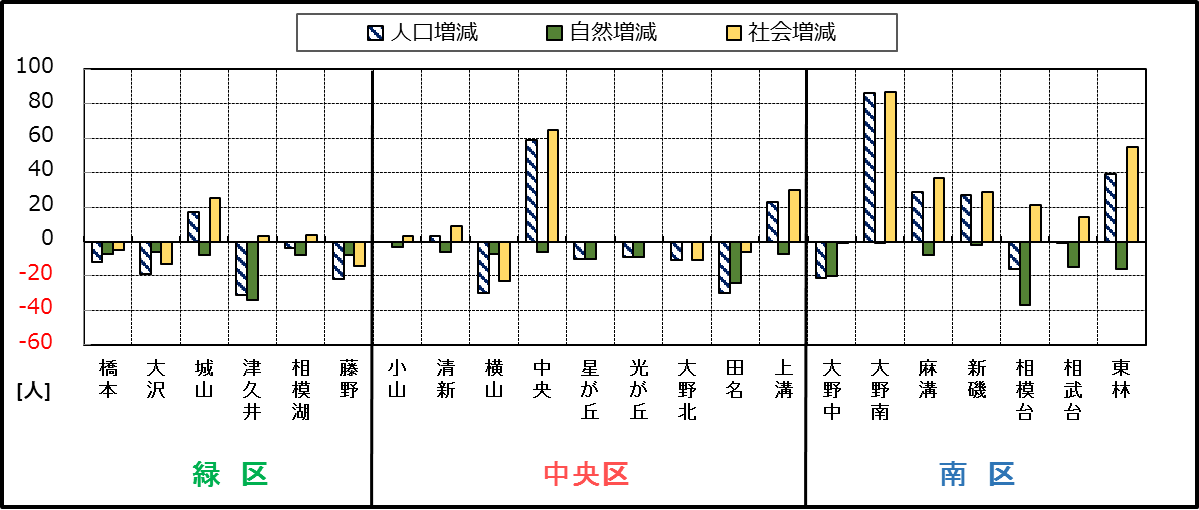 人口増減 自然増減 社会増減
100
80
60
40
20
0
-20
-40
-60
[人]
橋本
大沢
城山
津久井
相模湖
藤野
小山
清新
横山
中央
星が丘
光が丘
大野北
田名
上溝
大野中
大野南
麻溝
新磯
相模台
相武台
東林
緑 区
中央区
南 区